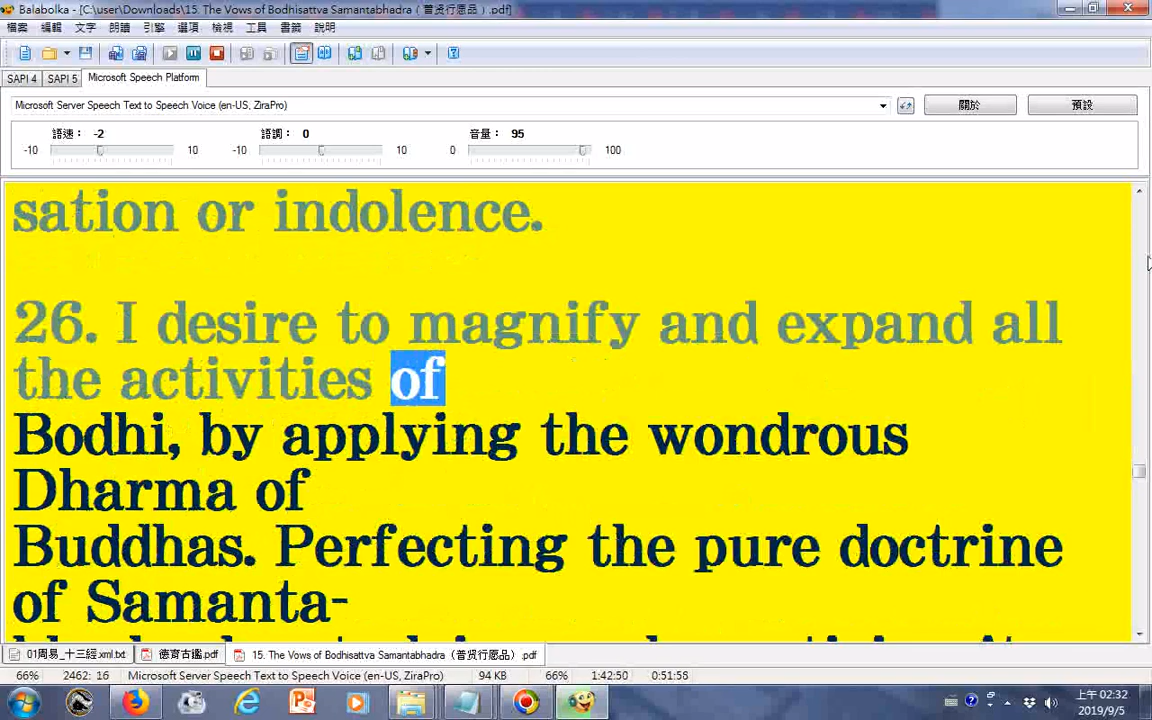 Balabolka - [C:\user\Downloads\15. The Vows of Bodhisattva Samantabhadra (普贤行愿品).pdf]
檔案 編輯 文字 朗讀 引擎 選項 檢視 工具 書籤 說明
SAPI 4 SAPI 5 Microsoft Speech Platform
Microsoft Server Speech Text to Speech Voice (en-US, ZiraPro) 關於 預設
語速： -2 語調： 0 音量： 95
-10 10 -10 10 0 100
sation or indolence.
26. I desire to magnify and expand all
the activities of
Bodhi, by applying the wondrous
Dharma of
Buddhas. Perfecting the pure doctrine
of Samanta-
01周易_十三經.xml.txt 德育古鑑.pdf 15. The Vows of Bodhisattva Samantabhadra（普贤行愿品）.pdf
66% 2462: 16 Microsoft Server Speech Text to Speech Voice (en-US, ZiraPro) 94 KB 66% 1:42:50 0:51:58
上午 02:32
2019/9/5